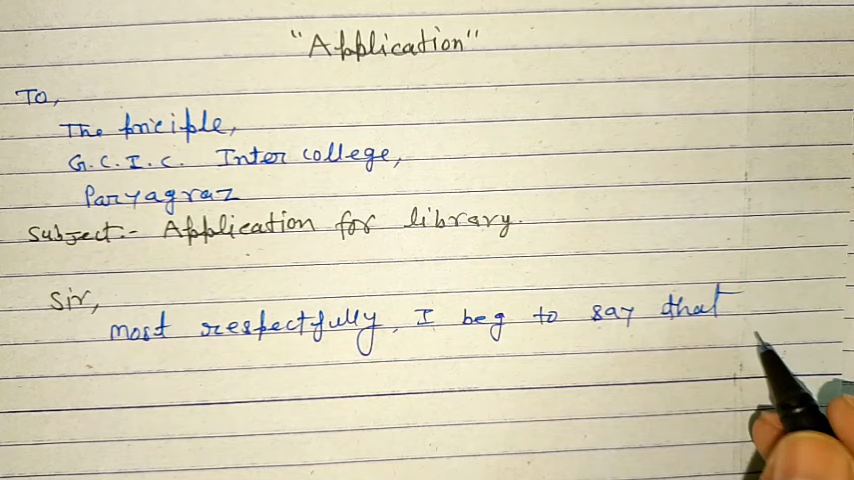 "Application"
To,
The priciple,
G.C.I.C. Inter college,
Paryagraz
Subject:- Application for library.
Sir,
most respectfully, I beg to say that